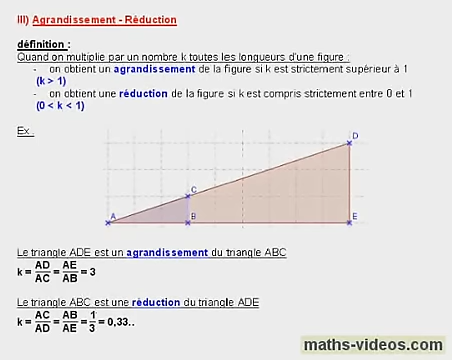 III) Agrandissement - Réduction
définition :
Quand on multiplie par un nombre k toutes les longueurs d'une figure :
- on obtient un agrandissement de la figure si k est strictement supérieur à 1
(k > 1)
- on obtient une réduction de la figure si k est compris strictement entre 0 et 1
(0 < k < 1)
Ex :
D
C
A
B
E
Le triangle ADE est un agrandissement du triangle ABC
k = AD/AC = AE/AB = 3
Le triangle ABC est une réduction du triangle ADE
k = AC/AD = AB/AE = 1/3 = 0,33..
maths-videos.com